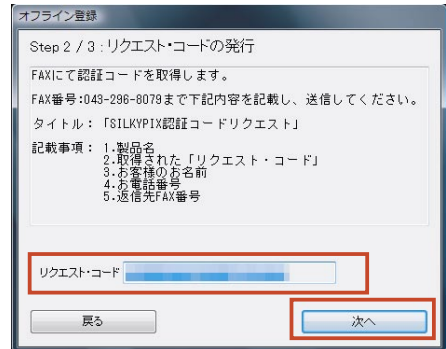 オフライン登録
Step 2 / 3 : リクエスト・コードの発行
FAXにて認証コードを取得します。
FAX番号:043-296-8079まで下記内容を記載し、送信してください。
タイトル：「SILKYPIX認証コードリクエスト」
記載事項： 1.製品名
2.取得された「リクエスト・コード」
3.お客様のお名前
4.お電話番号
5.返信先FAX番号
リクエスト・コード
戻る
次へ